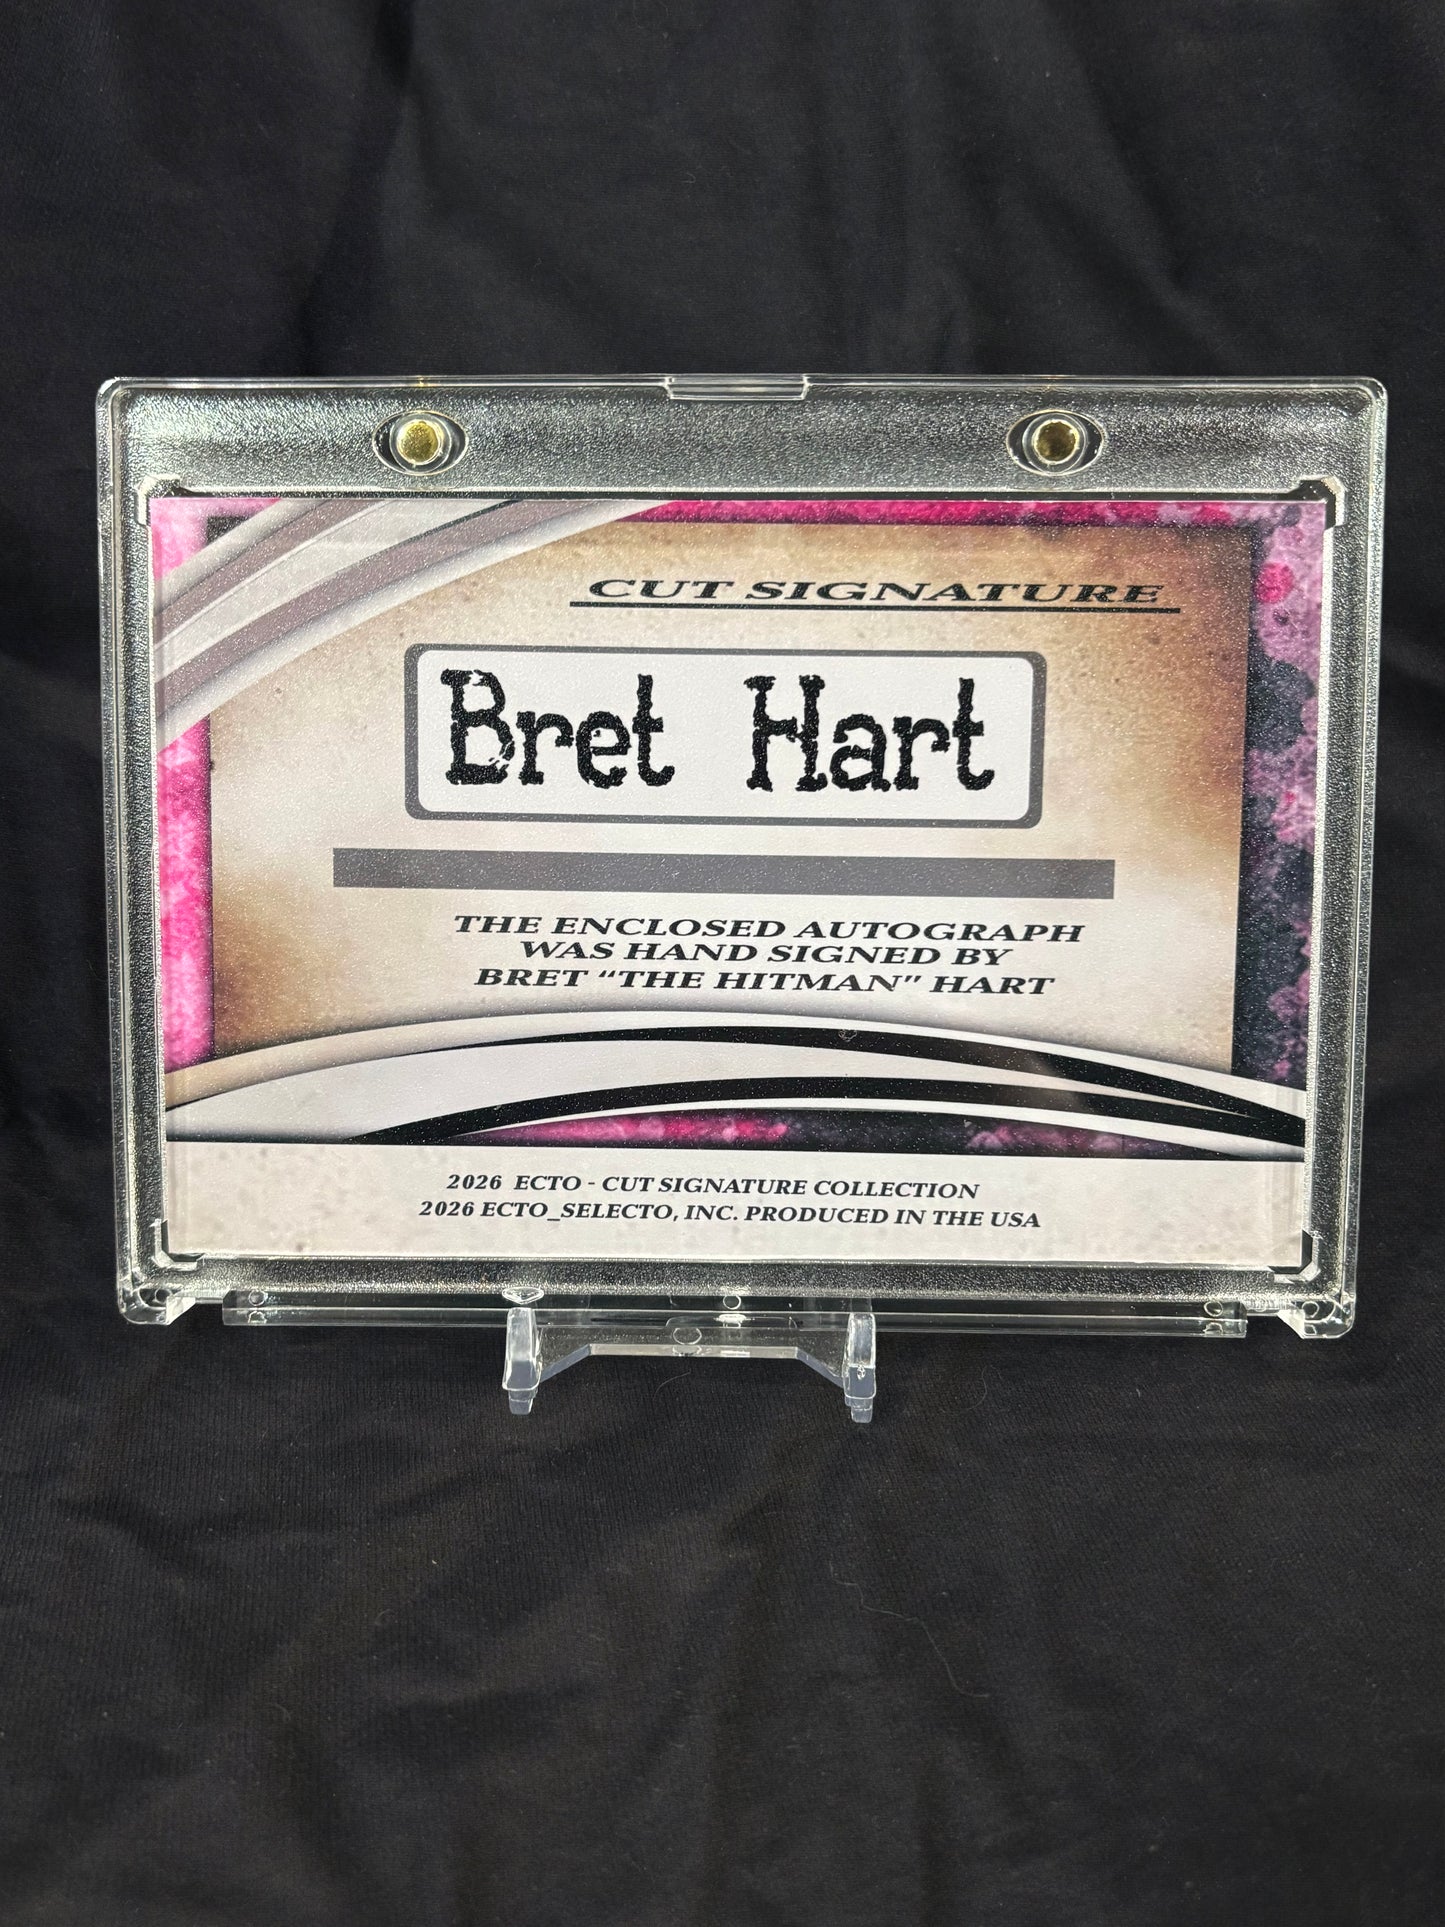 CUT SIGNATURE
Bret Hart
THE ENCLOSED AUTOGRAPH
WAS HAND SIGNED BY
BRET “THE HITMAN” HART
2026 ECTO - CUT SIGNATURE COLLECTION
2026 ECTO_SELECTO, INC. PRODUCED IN THE USA